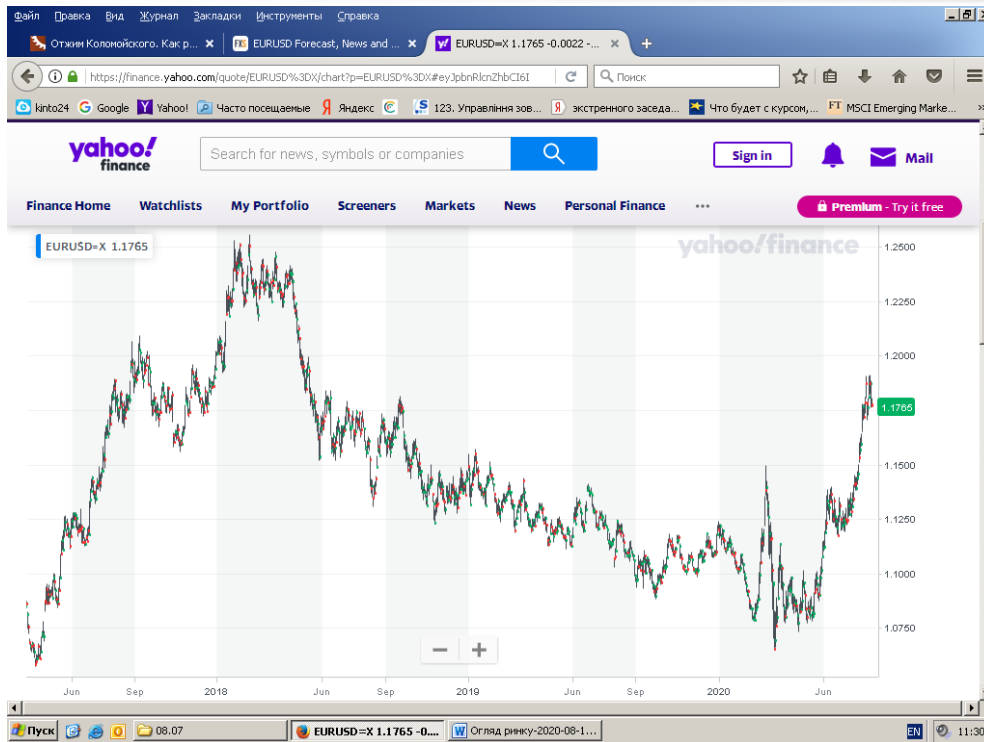 Файл Правка Вид Журнал Закладки Инструменты Справка
Отжим Коломойского. Как р... EURUSD Forecast, News and ... EURUSD=X 1.1765 -0.0022 -...
https://finance.yahoo.com/quote/EURUSD%3DX/chart?p=EURUSD%3DX#eyJpbnRlcnZhbCI6I Поиск
kinto24 Google Yahoo! Часто посещаемые Яндекс 123. Управління зов... экстренного заседа... Что будет с курсом,... FT MSCI Emerging Marke... »
yahoo! finance
Search for news, symbols or companies
Sign in
Mail
Finance Home Watchlists My Portfolio Screeners Markets News Personal Finance ... Premium - Try it free
EURUSD=X 1.1765
yahoo!finance
1.2500
1.2250
1.2000
1.1765
1.1500
1.1250
1.1000
1.0750
Jun Sep 2018 Jun Sep 2019 Jun Sep 2020 Jun
Пуск 08.07 EURUSD=X 1.1765 -0.... Огляд ринку-2020-08-1... EN 11:30